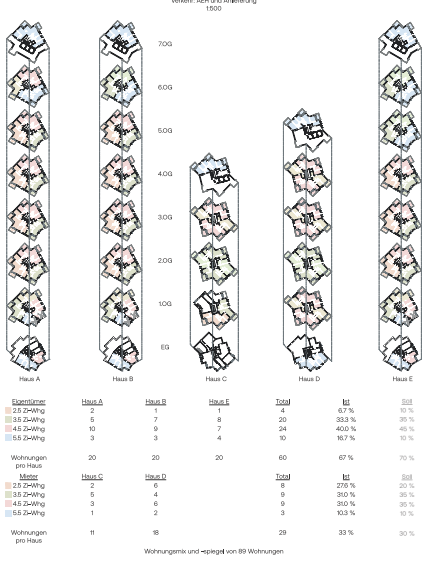 Verkehr, AEH und Anlieferung
1:500
7.OG
6.OG
5.OG
4.OG
3.OG
2.OG
1.OG
EG
Haus A Haus B Haus C Haus D Haus E
Eigentümer Haus A Haus B Haus E Total Ist Soll
2.5 Zi-Whg 2 1 1 4 6.7 % 10 %
3.5 Zi-Whg 5 7 8 20 33.3 % 35 %
4.5 Zi-Whg 10 9 7 24 40.0 % 45 %
5.5 Zi-Whg 3 3 4 10 16.7 % 10 %
Wohnungen 20 20 20 60 67 % 70 %
pro Haus
Mieter Haus C Haus D Total Ist Soll
2.5 Zi-Whg 2 6 8 27.6 % 20 %
3.5 Zi-Whg 5 4 9 31.0 % 35 %
4.5 Zi-Whg 3 6 9 31.0 % 35 %
5.5 Zi-Whg 1 2 3 10.3 % 10 %
Wohnungen 11 18 29 33 % 30 %
pro Haus
Wohnungsmix und -spiegel von 89 Wohnungen